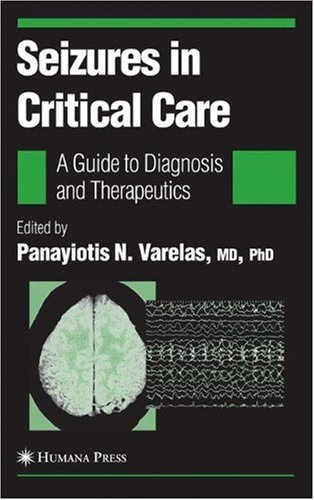 Seizures in
Critical Care
A Guide to Diagnosis
and Therapeutics
Edited by
Panayiotis N. Varelas, MD, PhD
HUMANA PRESS